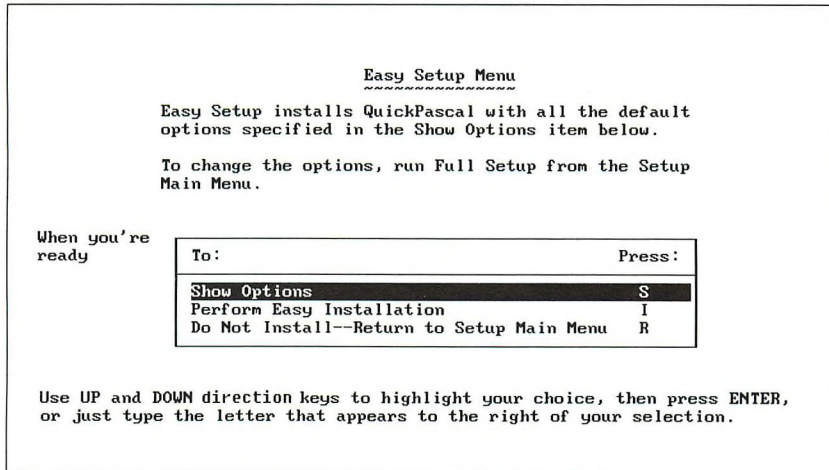 Easy Setup Menu
~~~~~~~~~~~~~~~
Easy Setup installs QuickPascal with all the default
options specified in the Show Options item below.
To change the options, run Full Setup from the Setup
Main Menu.
When you're
ready
To: Press:
Show Options S
Perform Easy Installation I
Do Not Install--Return to Setup Main Menu R
Use UP and DOWN direction keys to highlight your choice, then press ENTER,
or just type the letter that appears to the right of your selection.